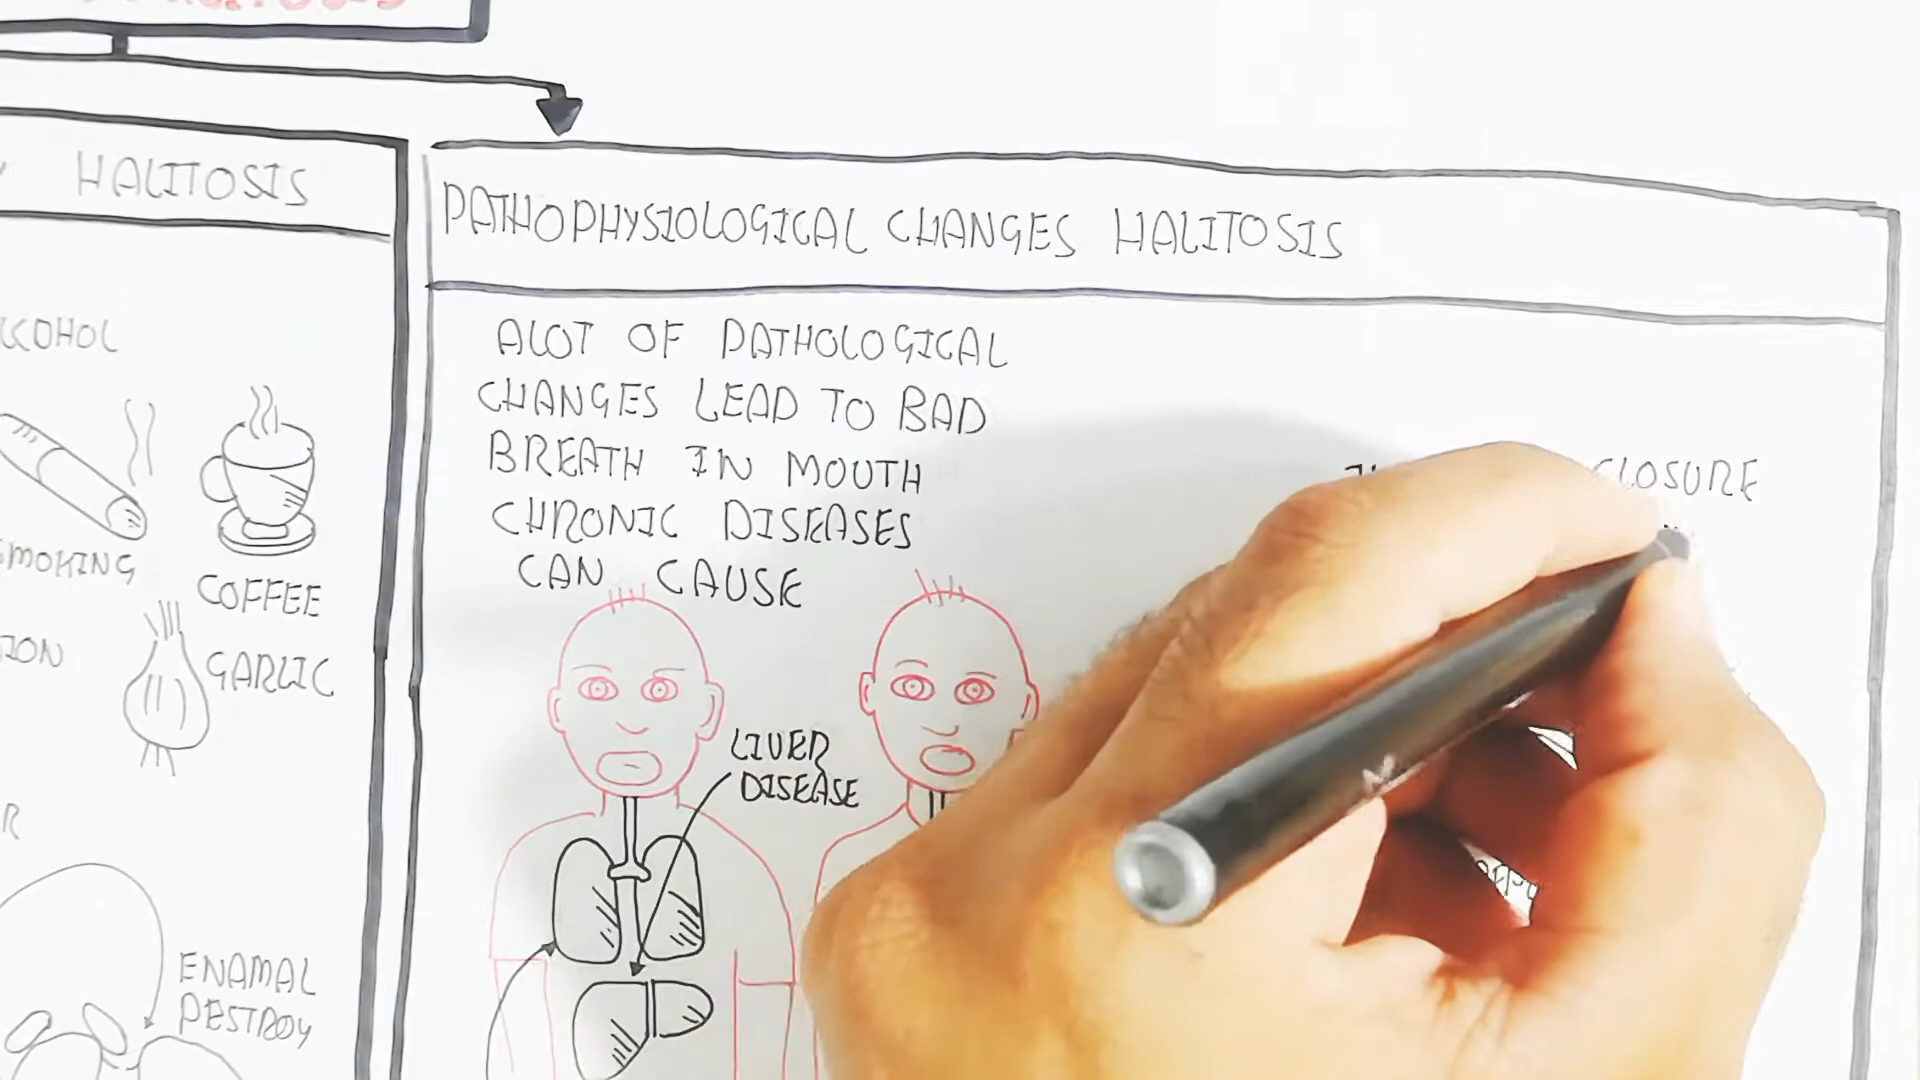 HALITOSIS
COHOL
SMOKING
COFFEE
GARLIC
ENAMAL
DESTROY
PATHOPHYSIOLOGICAL CHANGES HALITOSIS
ALOT OF PATHOLOGICAL
CHANGES LEAD TO BAD
BREATH IN MOUTH
CHRONIC DISEASES
CAN CAUSE
LIVER
DISEASE
CLOSURE